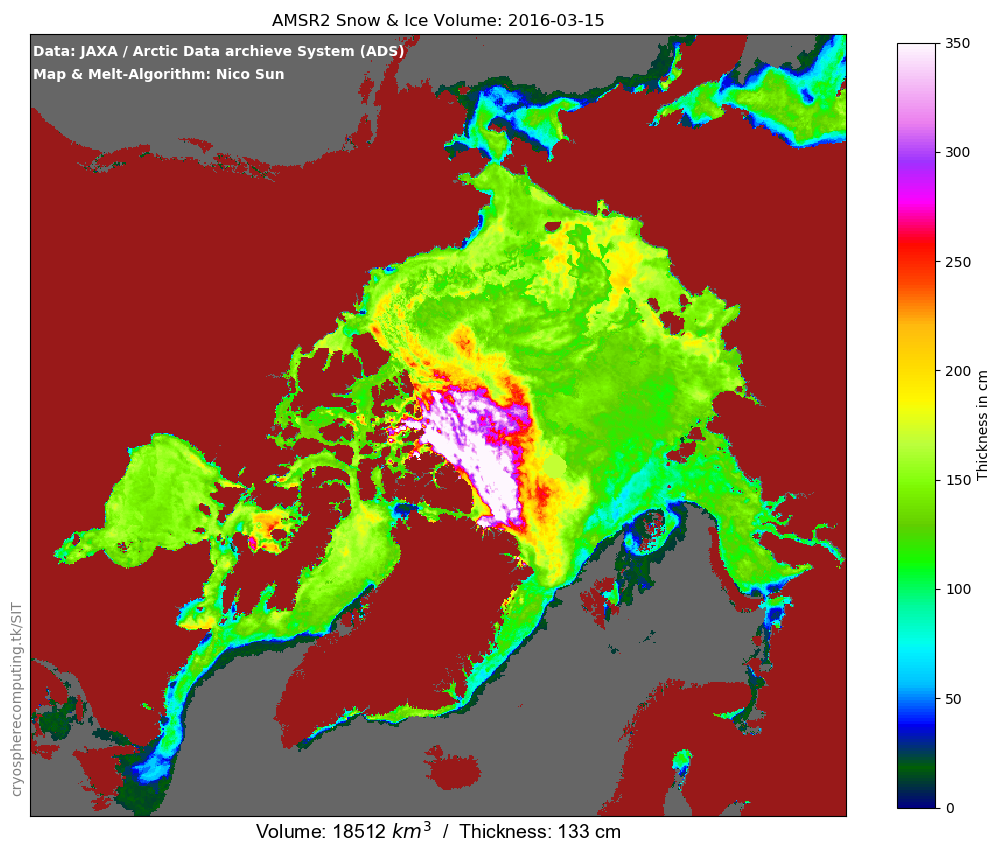 AMSR2 Snow & Ice Volume: 2016-03-15
Data: JAXA / Arctic Data archieve System (ADS)
Map & Melt-Algorithm: Nico Sun
350
300
250
200
150
100
50
0
Thickness in cm
cryospherecomputing.tk/SIT
Volume: 18512 km³ / Thickness: 133 cm